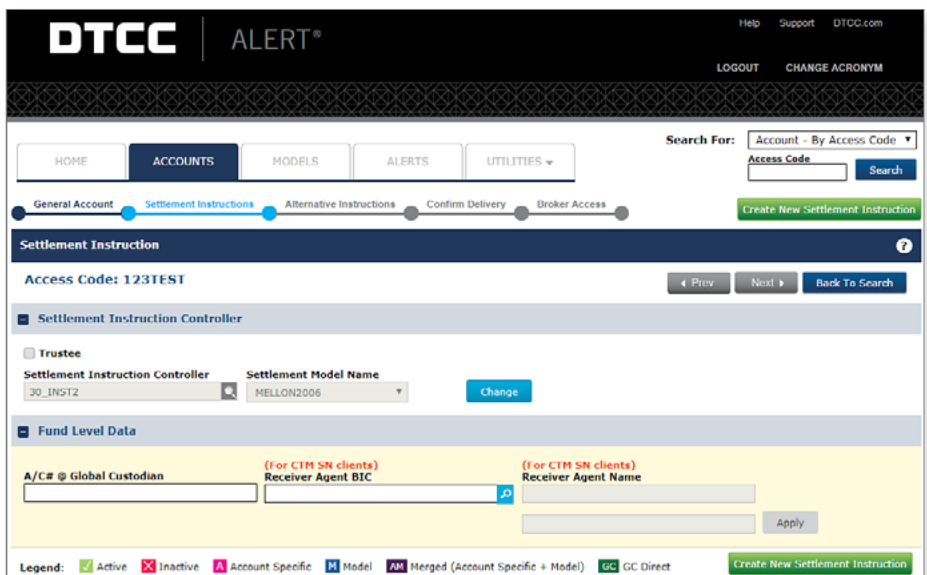 DTCC ALERT®
Help Support DTCC.com
LOGOUT CHANGE ACRONYM
Search For: Account - By Access Code
HOME ACCOUNTS MODELS ALERTS UTILITIES
Access Code
Search
General Account Settlement Instructions Alternative Instructions Confirm Delivery Broker Access
Create New Settlement Instruction
Settlement Instruction ?
Access Code: 123TEST
Prev Next Back To Search
Settlement Instruction Controller
Trustee
Settlement Instruction Controller Settlement Model Name
30_INST2 MELLON2006 Change
Fund Level Data
(For CTM SN clients) (For CTM SN clients)
A/C# @ Global Custodian Receiver Agent BIC Receiver Agent Name
Apply
Legend: Active Inactive A Account Specific M Model AM Merged (Account Specific + Model) GC GC Direct
Create New Settlement Instruction